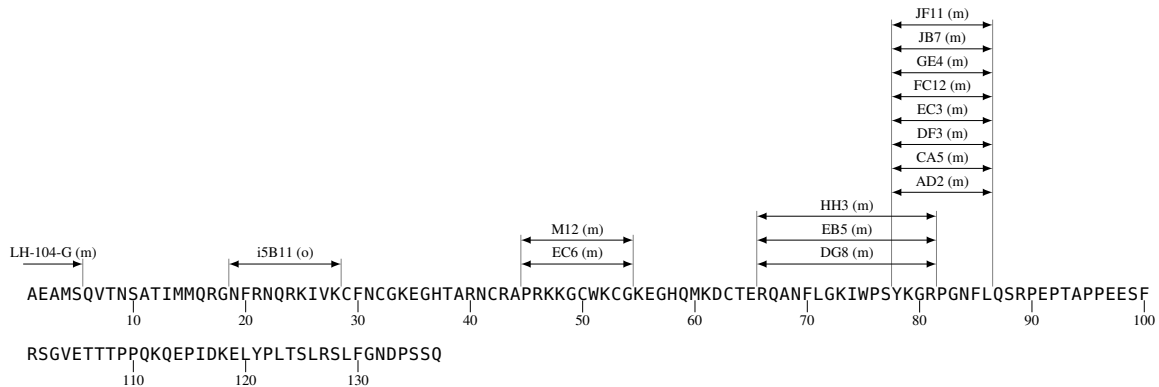 JF11 (m)
JB7 (m)
GE4 (m)
FC12 (m)
EC3 (m)
DF3 (m)
CA5 (m)
AD2 (m)
HH3 (m)
M12 (m) EB5 (m)
LH-104-G (m) i5B11 (o) EC6 (m) DG8 (m)
AEAMSQVTNSATIMMQRGNFRNQRKIVKCFNCGKEGHTARNCRAPRKKGCWKCGKEGHQMKDCTERQANFLGKIWPSYKGRPGNFLQSRPEPTAPPEESF
10 20 30 40 50 60 70 80 90 100
RSGVETTTPPQKQEPIDKELYPLTSLRSLFGNDPSSQ
110 120 130